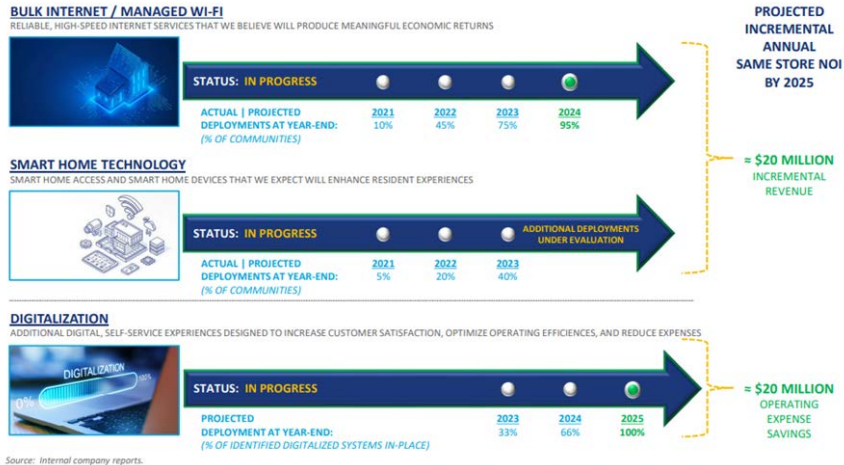 BULK INTERNET / MANAGED WI-FI
RELIABLE, HIGH-SPEED INTERNET SERVICES THAT WE BELIEVE WILL PRODUCE MEANINGFUL ECONOMIC RETURNS
STATUS: IN PROGRESS
ACTUAL | PROJECTED 2021 2022 2023 2024
DEPLOYMENTS AT YEAR-END: 10% 45% 75% 95%
(% OF COMMUNITIES)
PROJECTED
INCREMENTAL
ANNUAL
SAME STORE NOI
BY 2025
SMART HOME TECHNOLOGY
SMART HOME ACCESS AND SMART HOME DEVICES THAT WE EXPECT WILL ENHANCE RESIDENT EXPERIENCES
STATUS: IN PROGRESS
ADDITIONAL DEPLOYMENTS
UNDER EVALUATION
ACTUAL | PROJECTED 2021 2022 2023
DEPLOYMENTS AT YEAR-END: 5% 20% 40%
(% OF COMMUNITIES)
≈ $20 MILLION
INCREMENTAL
REVENUE
DIGITALIZATION
ADDITIONAL DIGITAL, SELF-SERVICE EXPERIENCES DESIGNED TO INCREASE CUSTOMER SATISFACTION, OPTIMIZE OPERATING EFFICIENCES, AND REDUCE EXPENSES
DIGITALIZATION
0% 100%
STATUS: IN PROGRESS
PROJECTED 2023 2024 2025
DEPLOYMENT AT YEAR-END: 33% 66% 100%
(% OF IDENTIFIED DIGITALIZED SYSTEMS IN-PLACE)
≈ $20 MILLION
OPERATING
EXPENSE
SAVINGS
Source: Internal company reports.